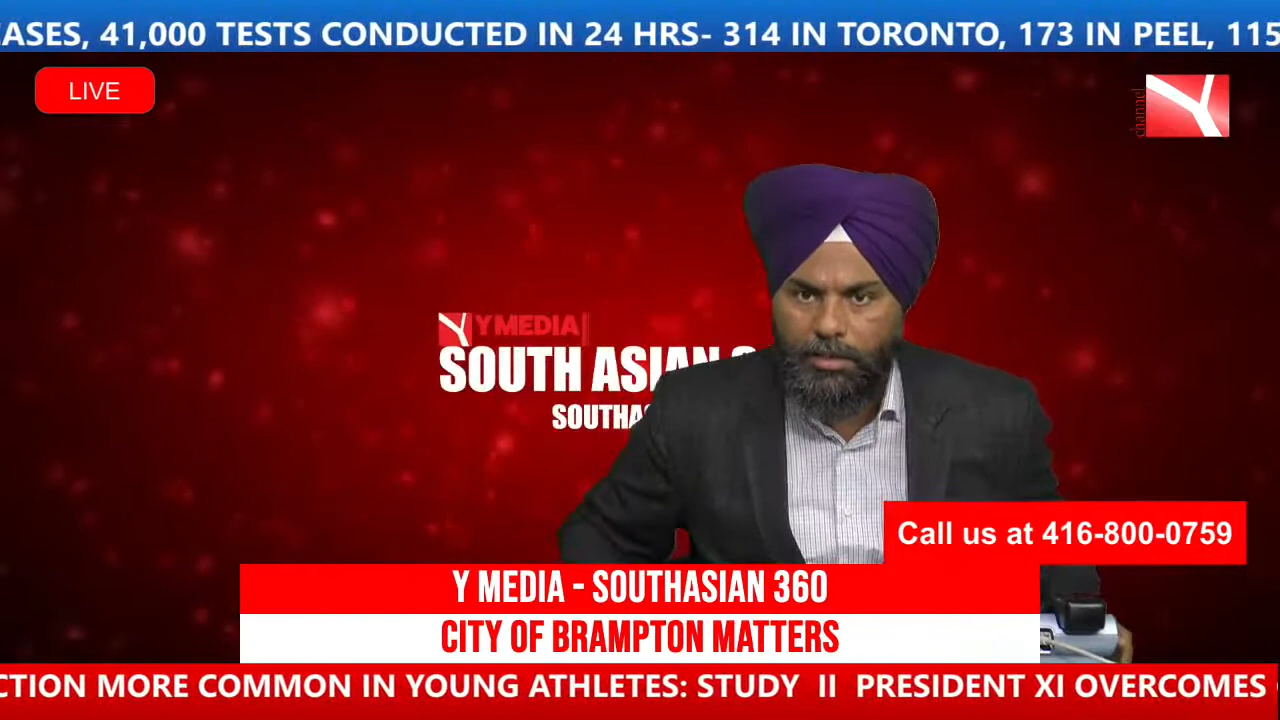 CASES, 41,000 TESTS CONDUCTED IN 24 HRS- 314 IN TORONTO, 173 IN PEEL, 115
LIVE
channel
Y
Y MEDIA
SOUTH ASIAN
Call us at 416-800-0759
Y MEDIA - SOUTHASIAN 360
CITY OF BRAMPTON MATTERS
CTION MORE COMMON IN YOUNG ATHLETES: STUDY II PRESIDENT XI OVERCOMES